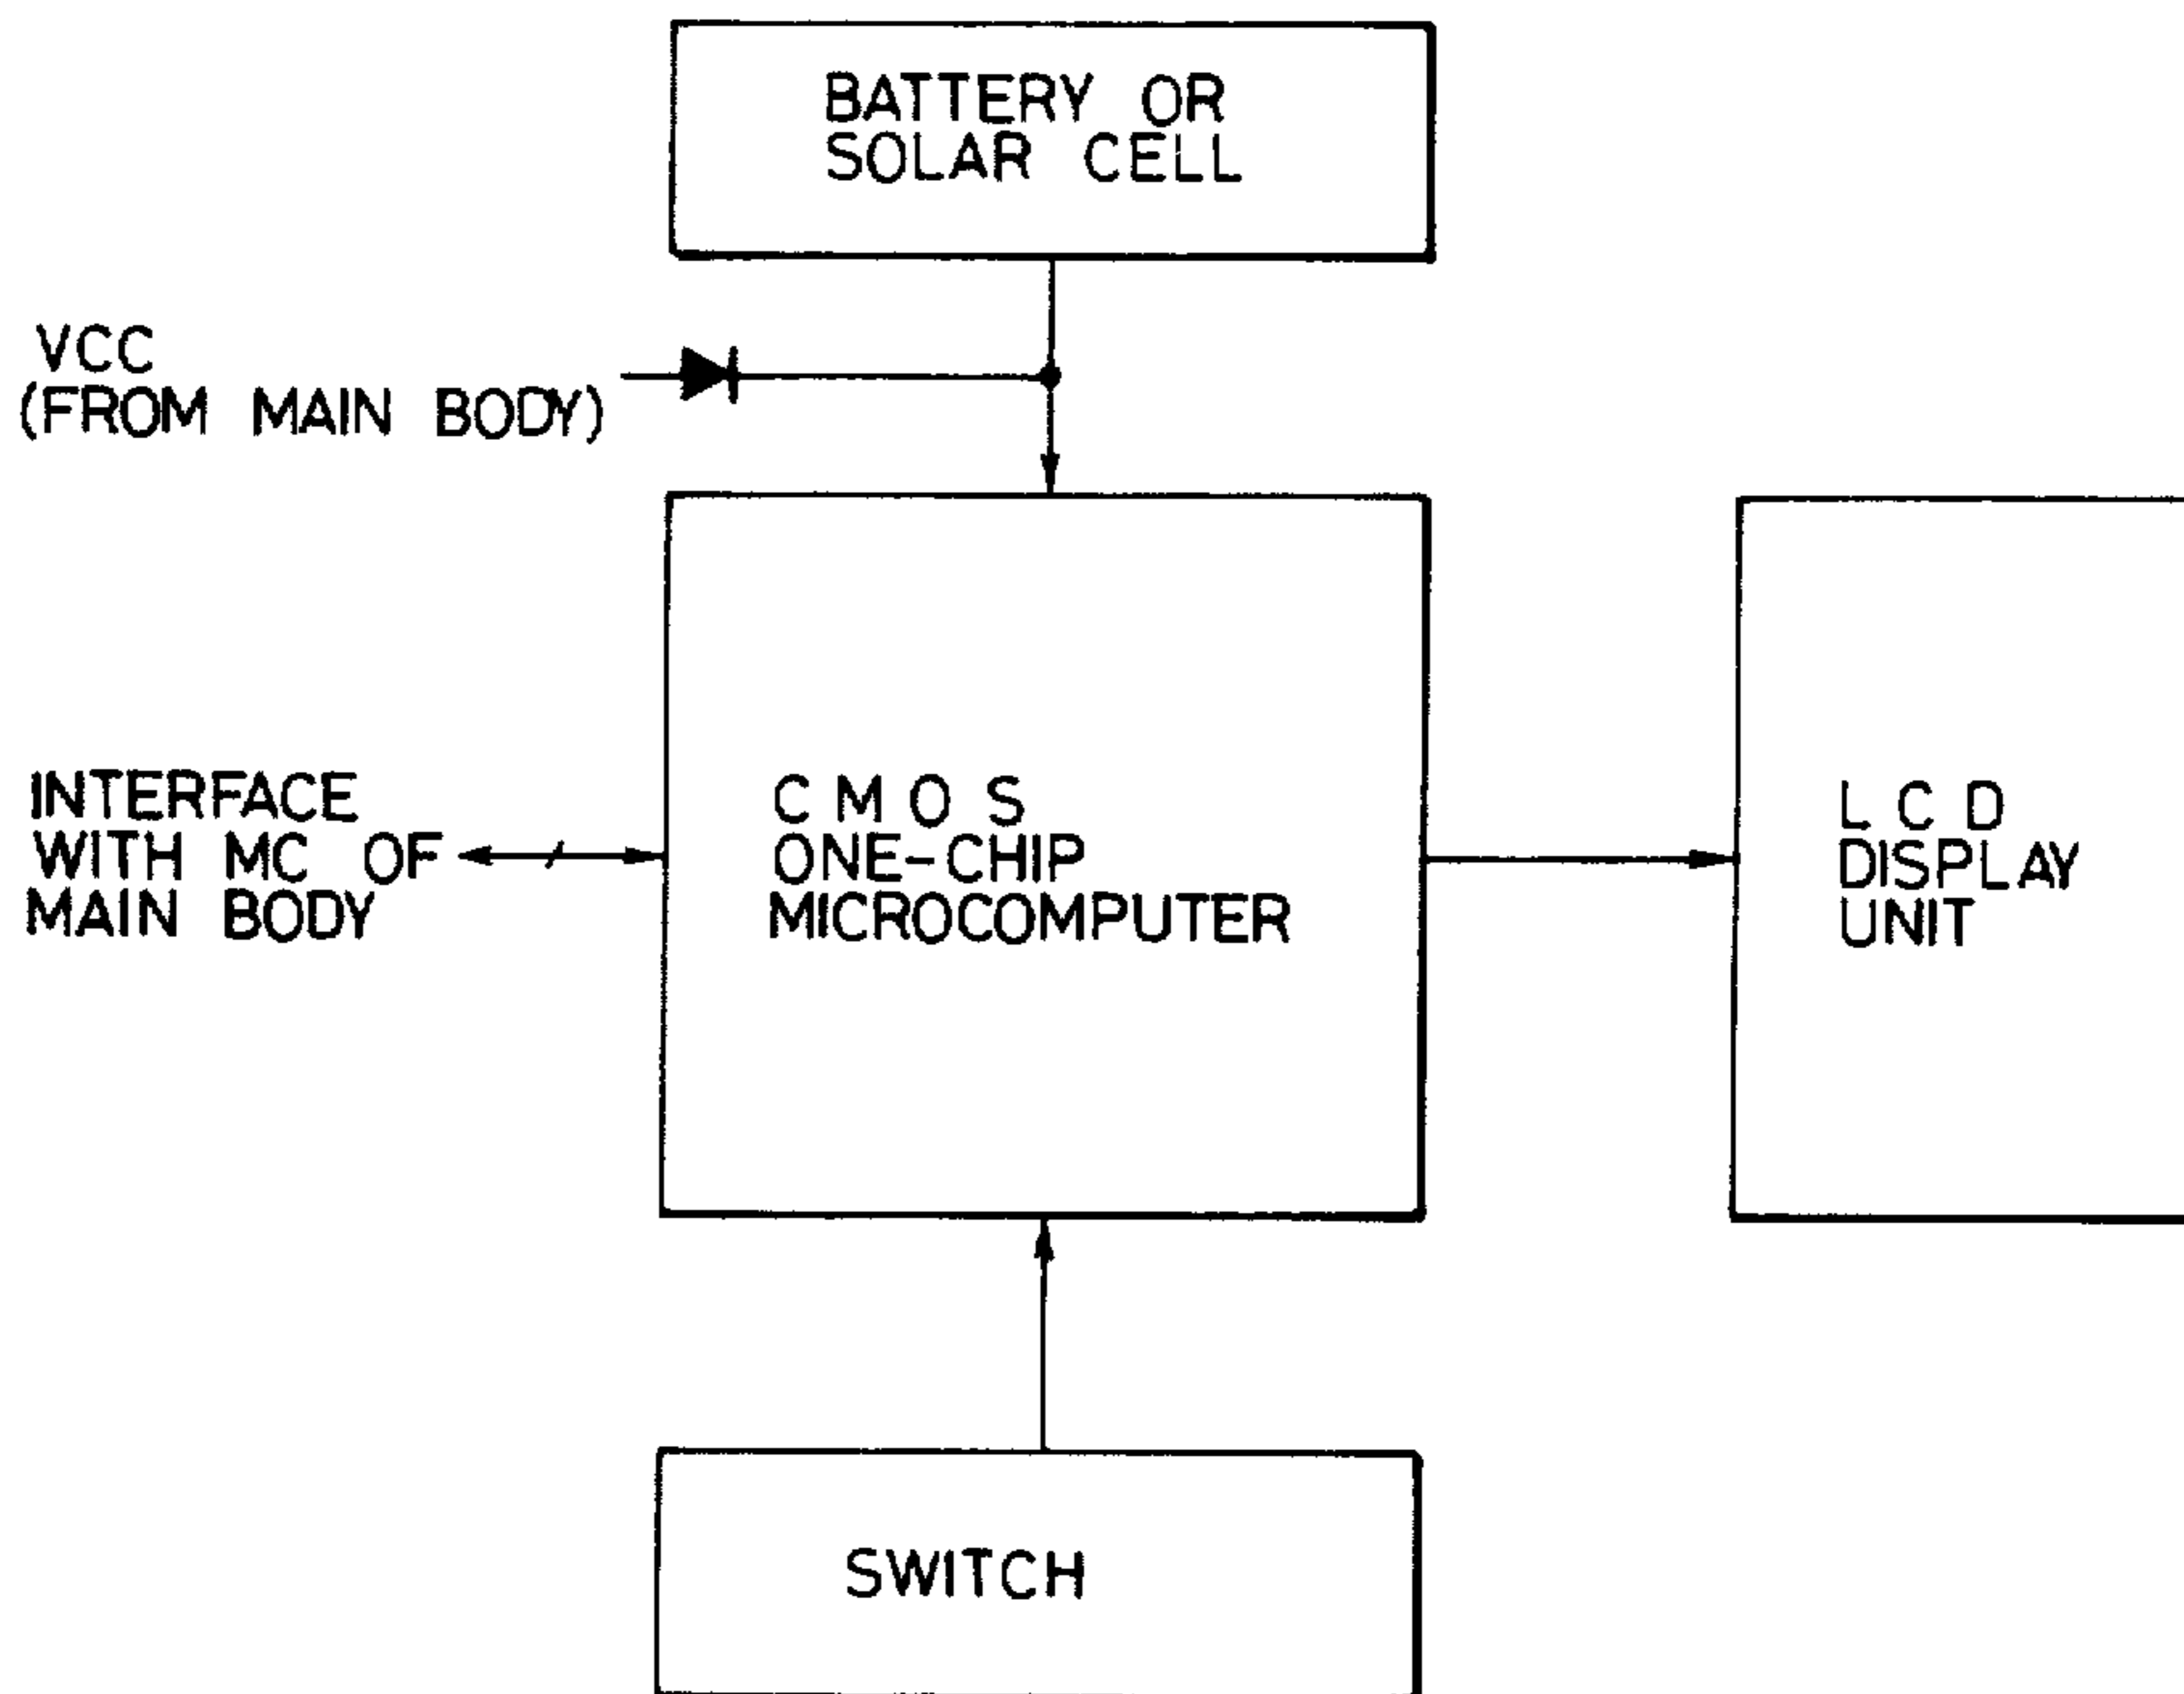 BATTERY OR
SOLAR CELL
VCC
(FROM MAIN BODY)
INTERFACE
WITH MC OF
MAIN BODY
C M O S
ONE-CHIP
MICROCOMPUTER
L C D
DISPLAY
UNIT
SWITCH